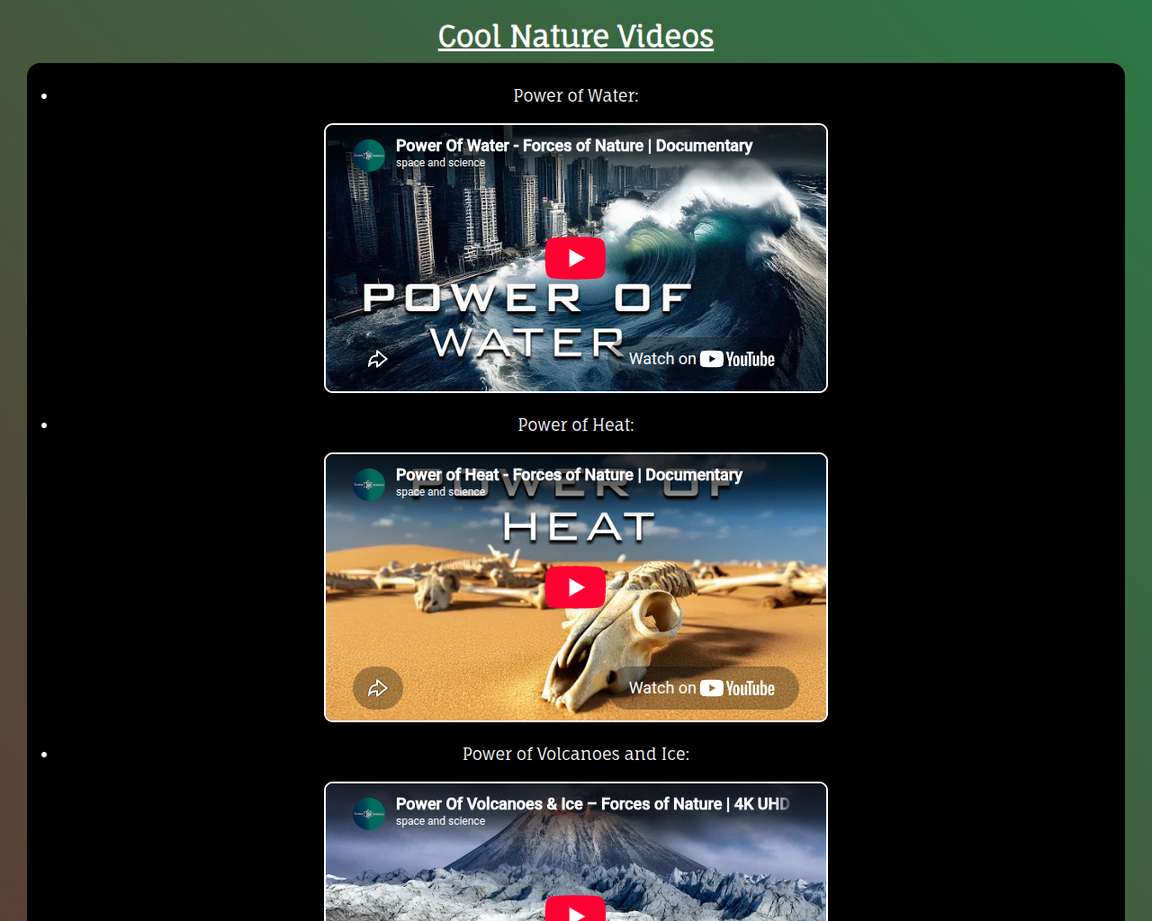 Cool Nature Videos
Power of Water:
Power Of Water - Forces of Nature | Documentary
space and science
POWER OF
WATER
Watch on YouTube
Power of Heat:
Power of Heat - Forces of Nature | Documentary
space and science
POWER OF
HEAT
Watch on YouTube
Power of Volcanoes and Ice:
Power Of Volcanoes & Ice – Forces of Nature | 4K UHD
space and science